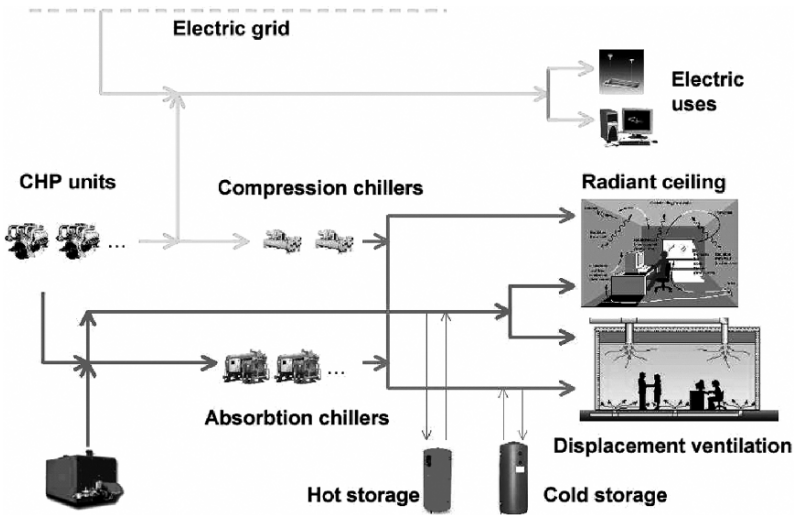 Electric grid
Electric
uses
CHP units
Compression chillers
Radiant ceiling
...
...
Absorbtion chillers
Displacement ventilation
Hot storage
Cold storage